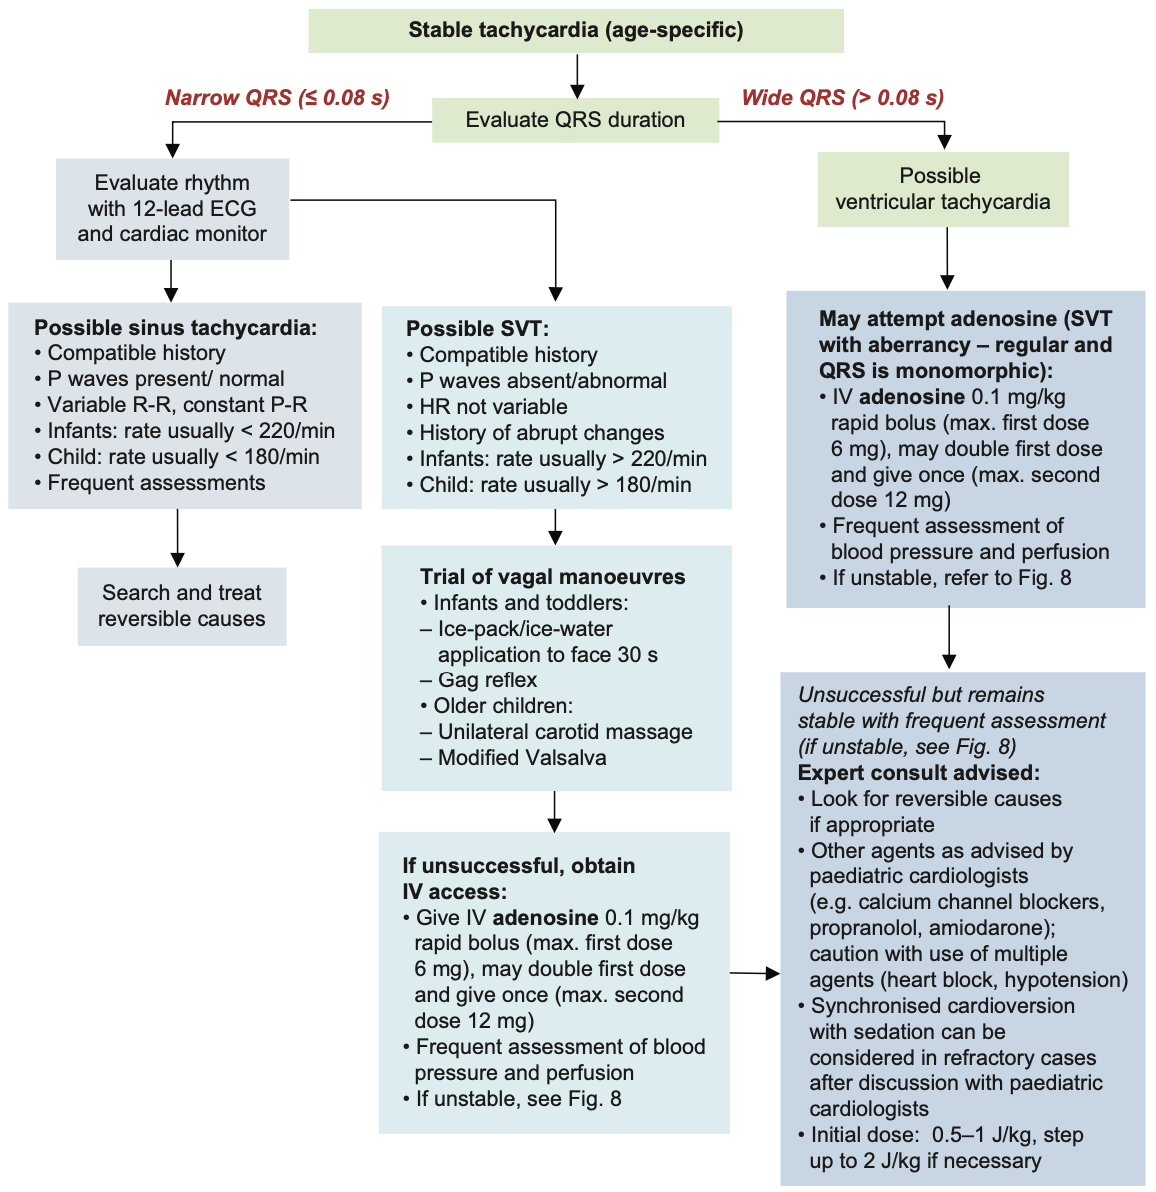 Stable tachycardia (age-specific)
Narrow QRS (≤ 0.08 s)
Evaluate QRS duration
Wide QRS (> 0.08 s)
Evaluate rhythm
with 12-lead ECG
and cardiac monitor
Possible
ventricular tachycardia
Possible sinus tachycardia:
• Compatible history
• P waves present/ normal
• Variable R-R, constant P-R
• Infants: rate usually < 220/min
• Child: rate usually < 180/min
• Frequent assessments
Search and treat
reversible causes
Possible SVT:
• Compatible history
• P waves absent/abnormal
• HR not variable
• History of abrupt changes
• Infants: rate usually > 220/min
• Child: rate usually > 180/min
Trial of vagal manoeuvres
• Infants and toddlers:
– Ice-pack/ice-water
application to face 30 s
– Gag reflex
• Older children:
– Unilateral carotid massage
– Modified Valsalva
If unsuccessful, obtain
IV access:
• Give IV adenosine 0.1 mg/kg
rapid bolus (max. first dose
6 mg), may double first dose
and give once (max. second
dose 12 mg)
• Frequent assessment of blood
pressure and perfusion
• If unstable, see Fig. 8
May attempt adenosine (SVT
with aberrancy – regular and
QRS is monomorphic):
• IV adenosine 0.1 mg/kg
rapid bolus (max. first dose
6 mg), may double first dose
and give once (max. second
dose 12 mg)
• Frequent assessment of
blood pressure and perfusion
• If unstable, refer to Fig. 8
Unsuccessful but remains
stable with frequent assessment
(if unstable, see Fig. 8)
Expert consult advised:
• Look for reversible causes
if appropriate
• Other agents as advised by
paediatric cardiologists
(e.g. calcium channel blockers,
propranolol, amiodarone);
caution with use of multiple
agents (heart block, hypotension)
• Synchronised cardioversion
with sedation can be
considered in refractory cases
after discussion with paediatric
cardiologists
• Initial dose: 0.5–1 J/kg, step
up to 2 J/kg if necessary